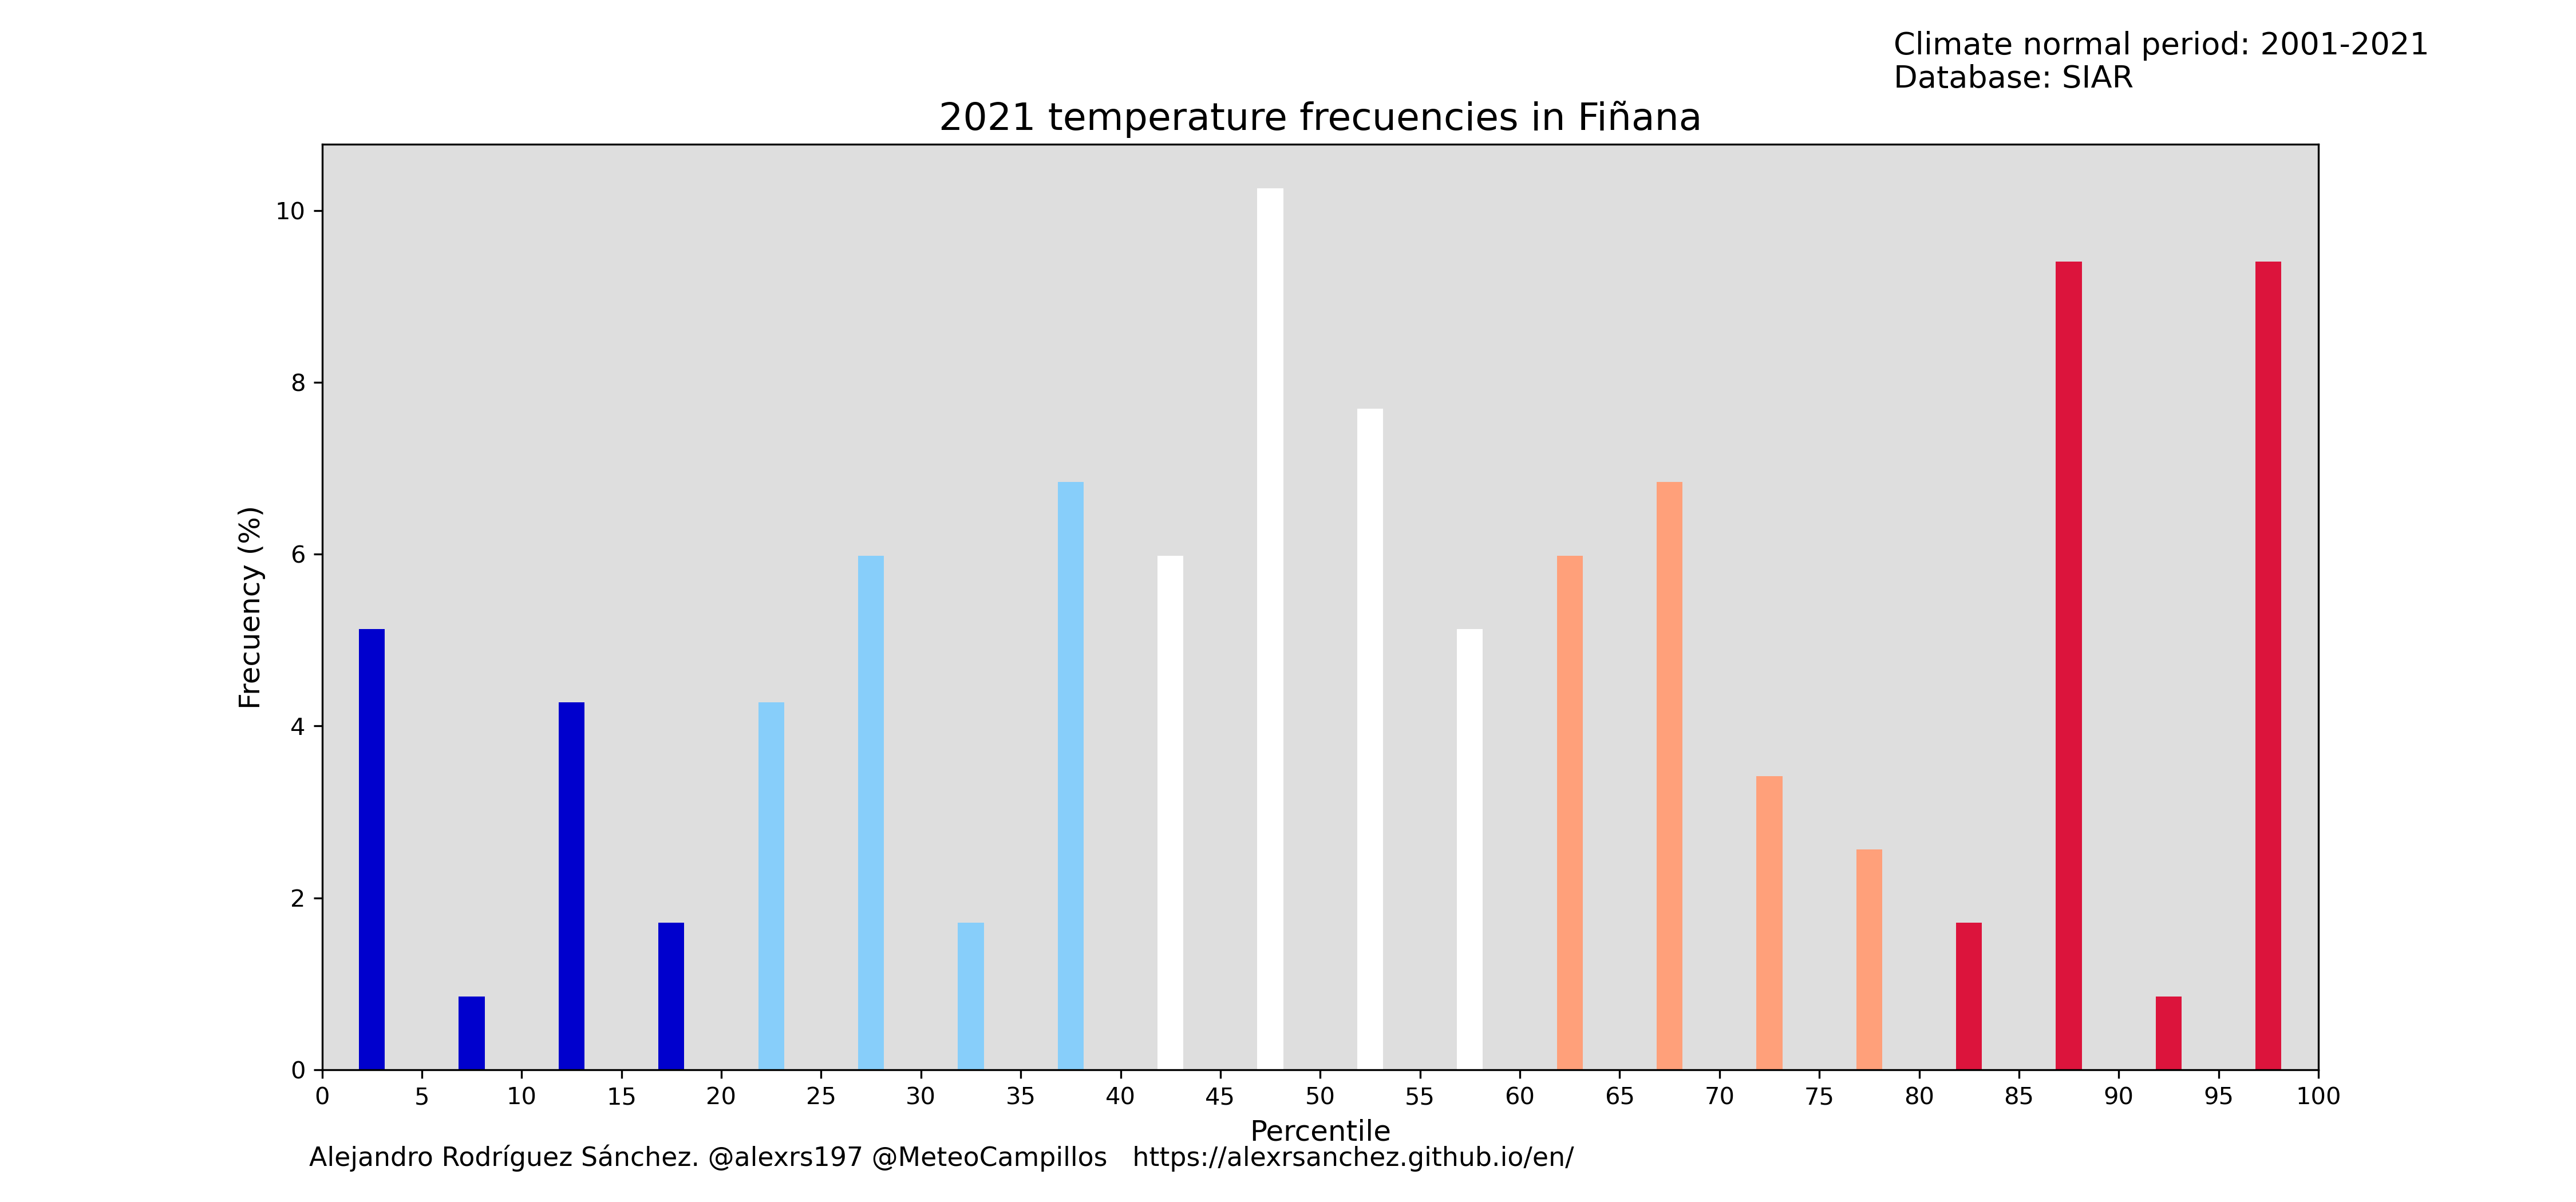 Climate normal period: 2001-2021
Database: SIAR
2021 temperature frecuencies in Fiñana
Frecuency (%)
10
8
6
4
2
0
0 5 10 15 20 25 30 35 40 45 50 55 60 65 70 75 80 85 90 95 100
Percentile
Alejandro Rodríguez Sánchez. @alexrs197 @MeteoCampillos https://alexrsanchez.github.io/en/